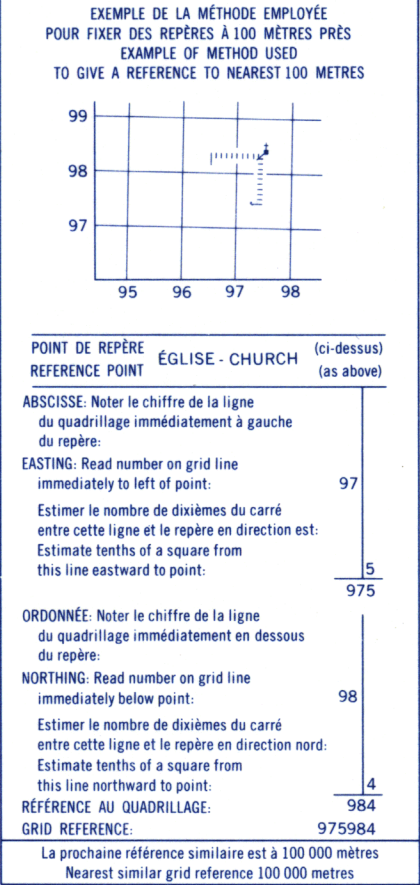 EXEMPLE DE LA MÉTHODE EMPLOYÉE
POUR FIXER DES REPÈRES À 100 MÈTRES PRÈS
EXAMPLE OF METHOD USED
TO GIVE A REFERENCE TO NEAREST 100 METRES
99
98
97
95 96 97 98
POINT DE REPÈRE
REFERENCE POINT
ÉGLISE - CHURCH
(ci-dessus)
(as above)
ABSCISSE: Noter le chiffre de la ligne
du quadrillage immédiatement à gauche
du repère:
EASTING: Read number on grid line
immediately to left of point: 97
Estimer le nombre de dixièmes du carré
entre cette ligne et le repère en direction est:
Estimate tenths of a square from
this line eastward to point: 5
975
ORDONNÉE: Noter le chiffre de la ligne
du quadrillage immédiatement en dessous
du repère:
NORTHING: Read number on grid line
immediately below point: 98
Estimer le nombre de dixièmes du carré
entre cette ligne et le repère en direction nord:
Estimate tenths of a square from
this line northward to point: 4
RÉFÉRENCE AU QUADRILLAGE: 984
GRID REFERENCE: 975984
La prochaine référence similaire est à 100 000 mètres
Nearest similar grid reference 100 000 metres